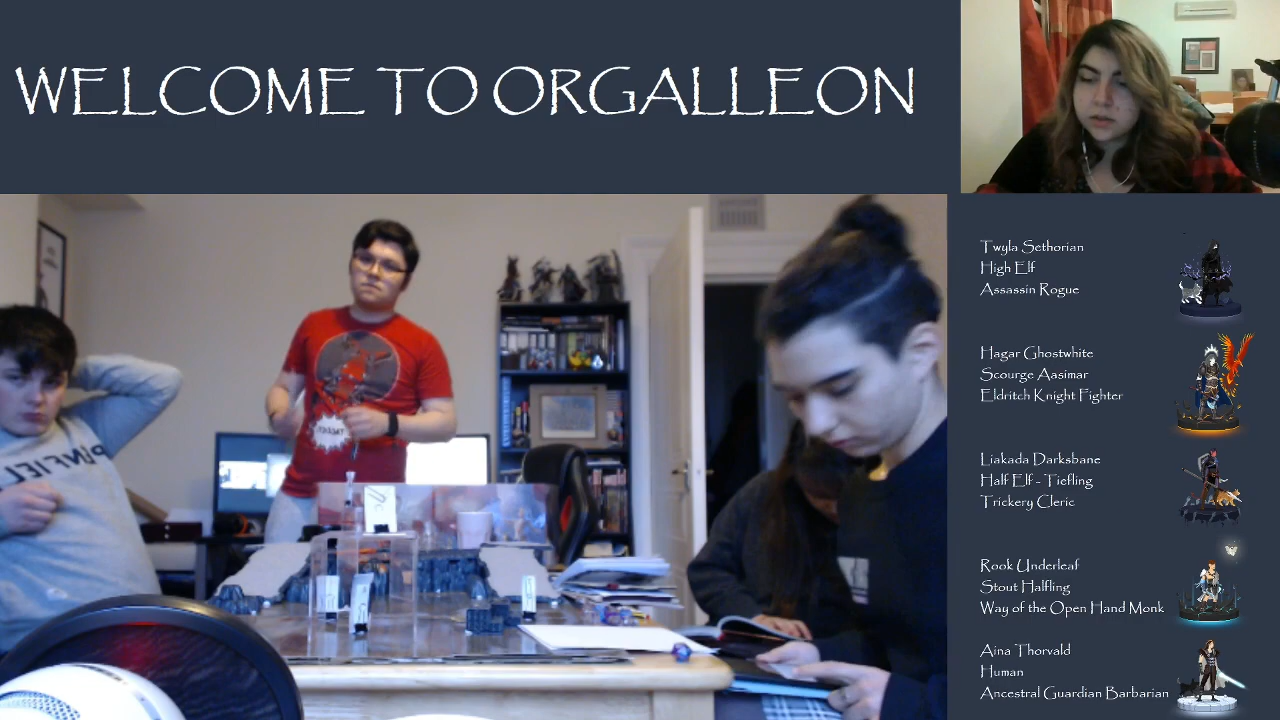 WELCOME TO ORGALLEON
Twyla Sethorian
High Elf
Assassin Rogue
Hagar Ghostwhite
Scourge Aasimar
Eldritch Knight Fighter
Liakada Darksbane
Half Elf - Tiefling
Trickery Cleric
Rook Underleaf
Stout Halfling
Way of the Open Hand Monk
Aina Thorvald
Human
Ancestral Guardian Barbarian